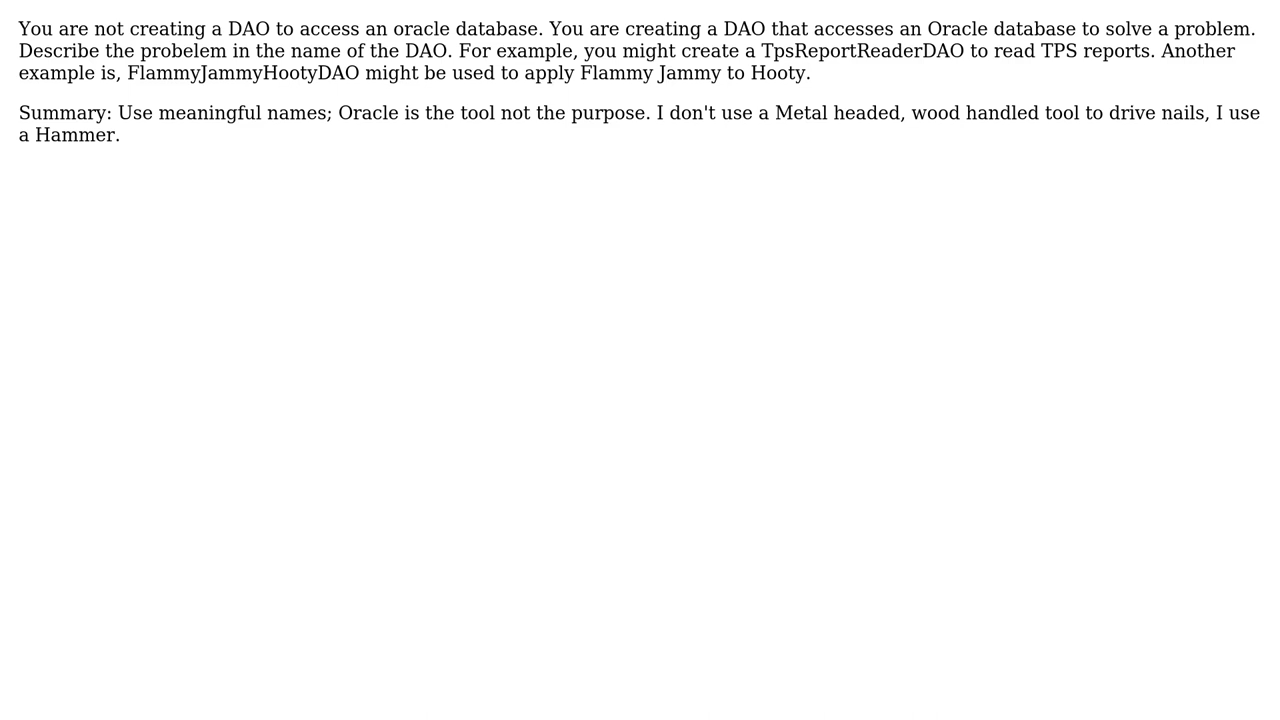 You are not creating a DAO to access an oracle database. You are creating a DAO that accesses an Oracle database to solve a problem.
Describe the probelem in the name of the DAO. For example, you might create a TpsReportReaderDAO to read TPS reports. Another
example is, FlammyJammyHootyDAO might be used to apply Flammy Jammy to Hooty.
Summary: Use meaningful names; Oracle is the tool not the purpose. I don't use a Metal headed, wood handled tool to drive nails, I use
a Hammer.